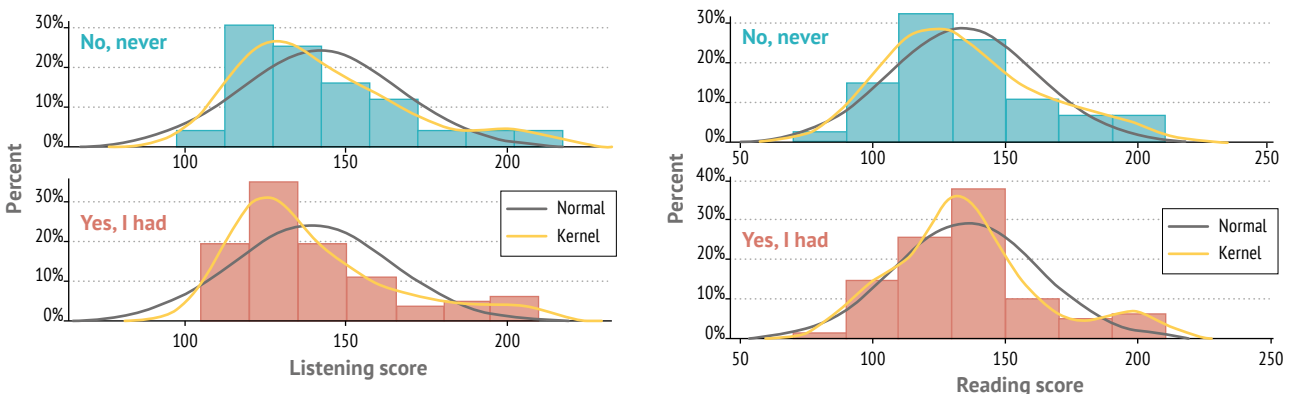 30%
No, never
20%
10%
0%
100 150 200
30%
Yes, I had
20%
10%
0%
100 150 200
Normal
Kernel
Percent
Listening score
30%
No, never
20%
10%
0%
50 100 150 200 250
40%
30%
Yes, I had
20%
10%
0%
50 100 150 200 250
Normal
Kernel
Percent
Reading score